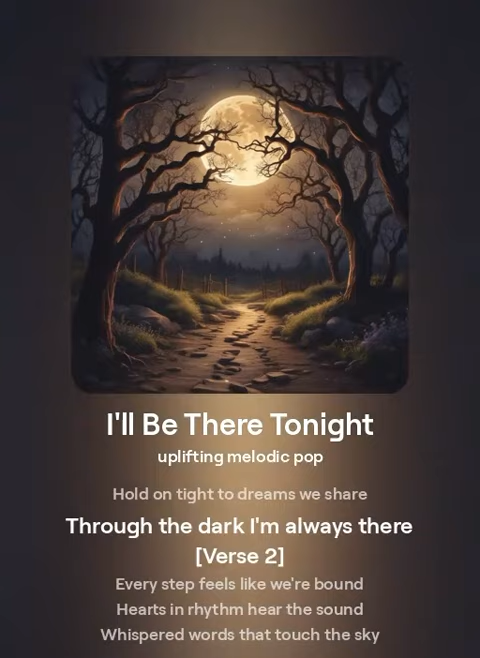 I'll Be There Tonight
uplifting melodic pop
Hold on tight to dreams we share
Through the dark I'm always there
[Verse 2]
Every step feels like we're bound
Hearts in rhythm hear the sound
Whispered words that touch the sky